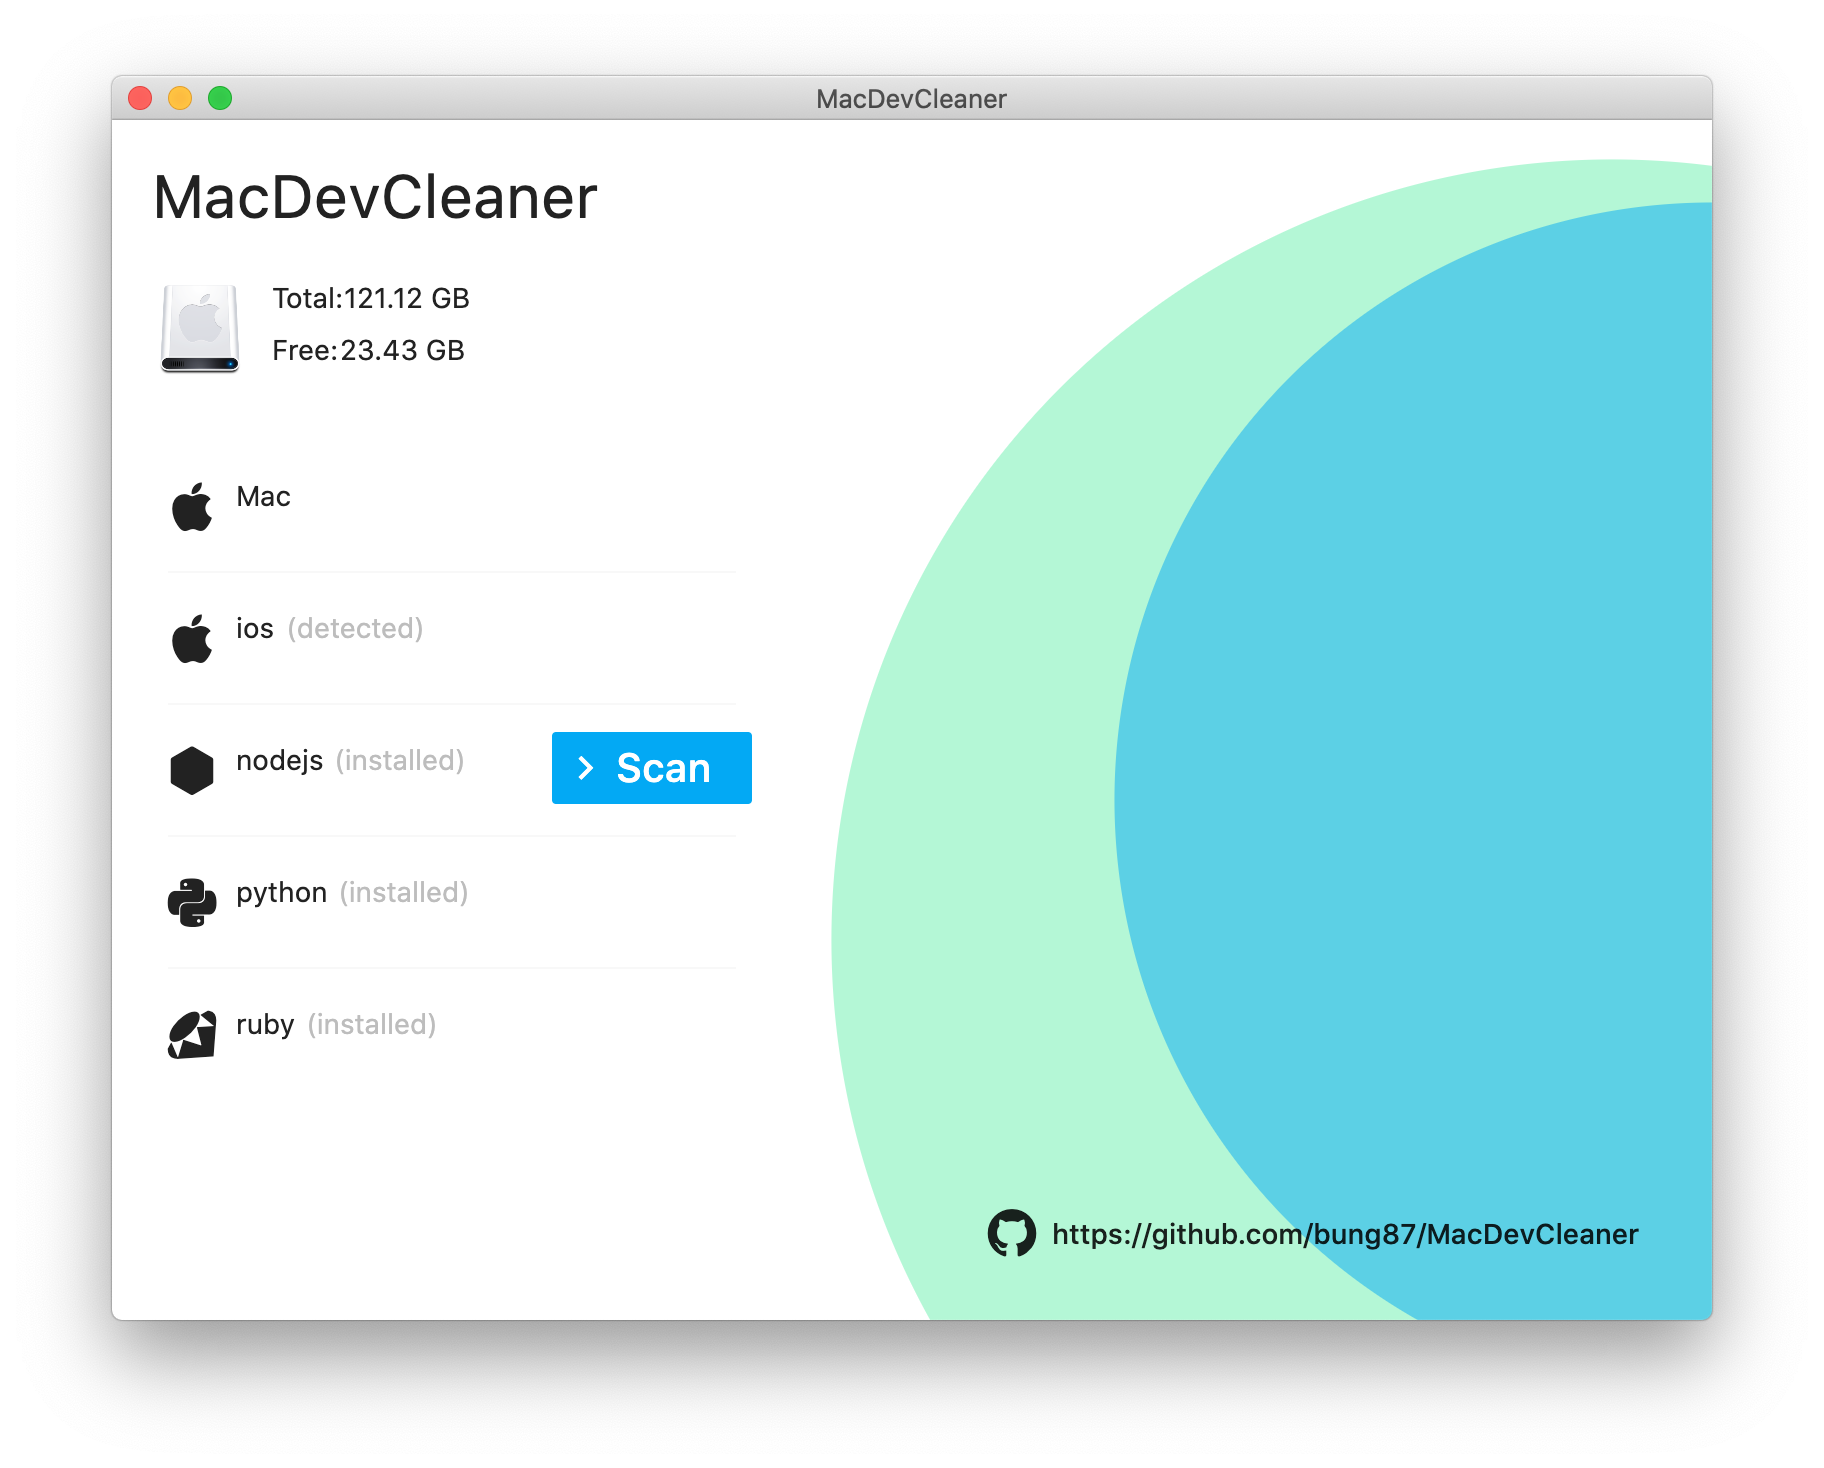 MacDevCleaner
MacDevCleaner
Total:121.12 GB
Free:23.43 GB
Mac
ios (detected)
nodejs (installed)
Scan
python (installed)
ruby (installed)
https://github.com/bung87/MacDevCleaner